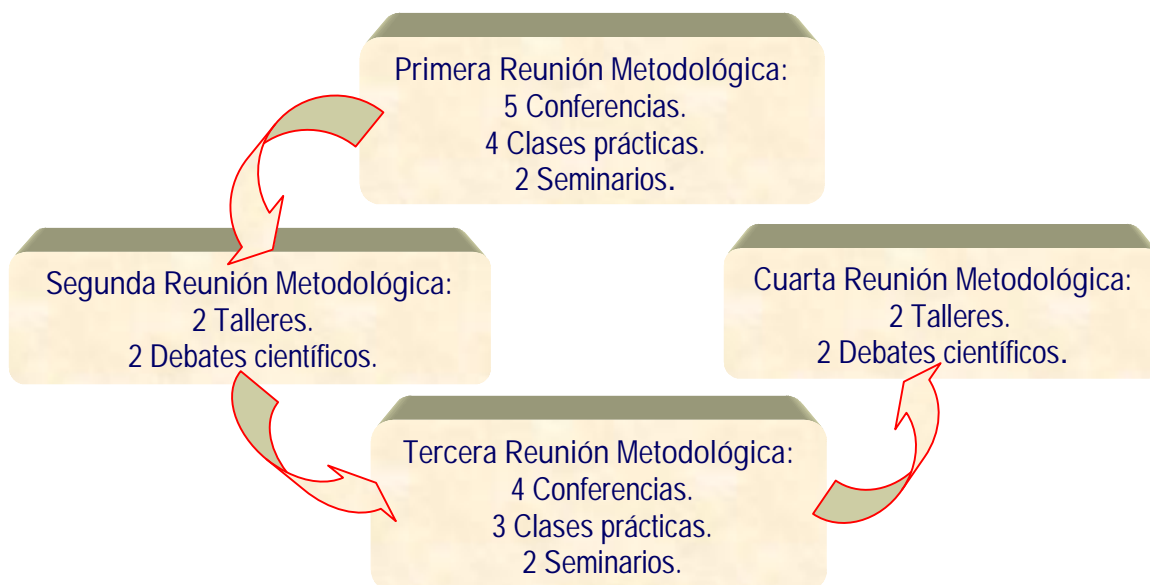 Primera Reunión Metodológica:
5 Conferencias.
4 Clases prácticas.
2 Seminarios.
Segunda Reunión Metodológica:
2 Talleres.
2 Debates científicos.
Tercera Reunión Metodológica:
4 Conferencias.
3 Clases prácticas.
2 Seminarios.
Cuarta Reunión Metodológica:
2 Talleres.
2 Debates científicos.